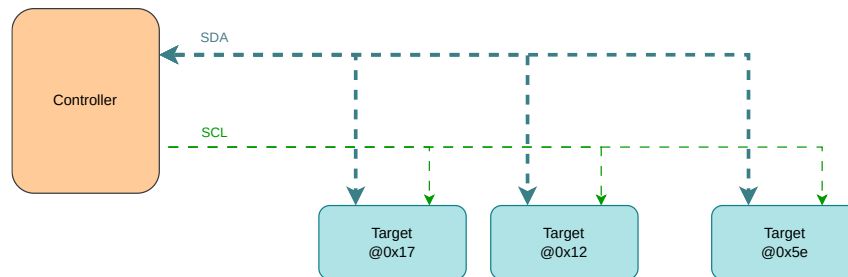 SDA
Controller
SCL
Target
@0x17
Target
@0x12
Target
@0x5e